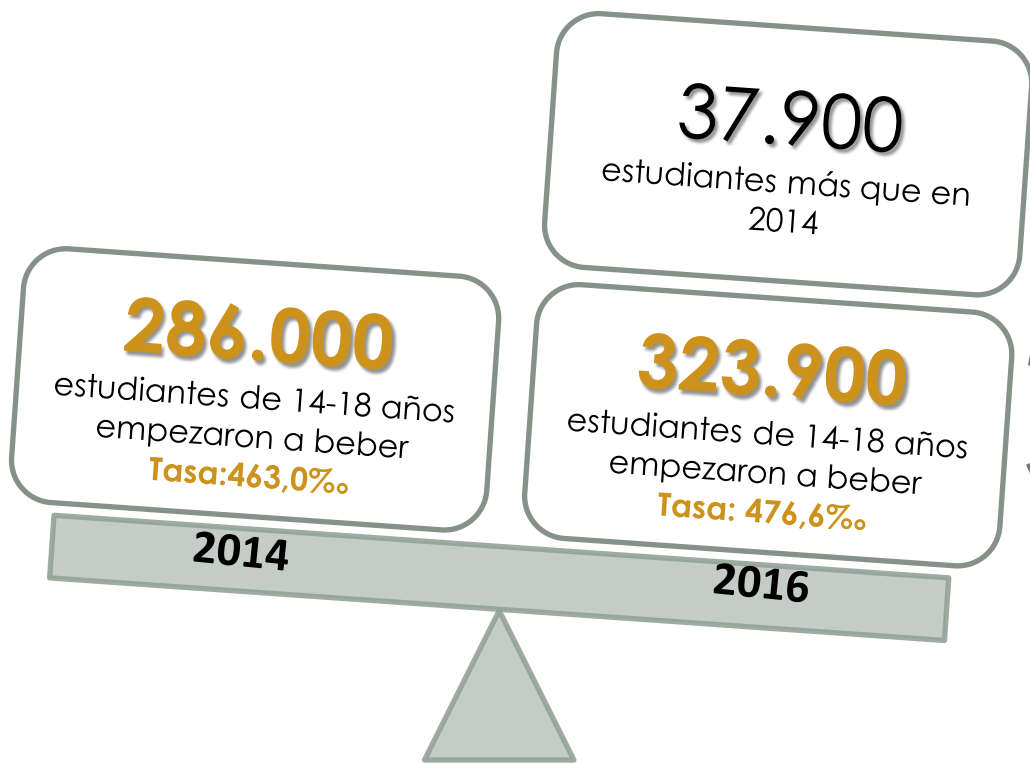 37.900
estudiantes más que en
2014
286.000
estudiantes de 14-18 años
empezaron a beber
Tasa:463,0‰
323.900
estudiantes de 14-18 años
empezaron a beber
Tasa: 476,6‰
2014
2016